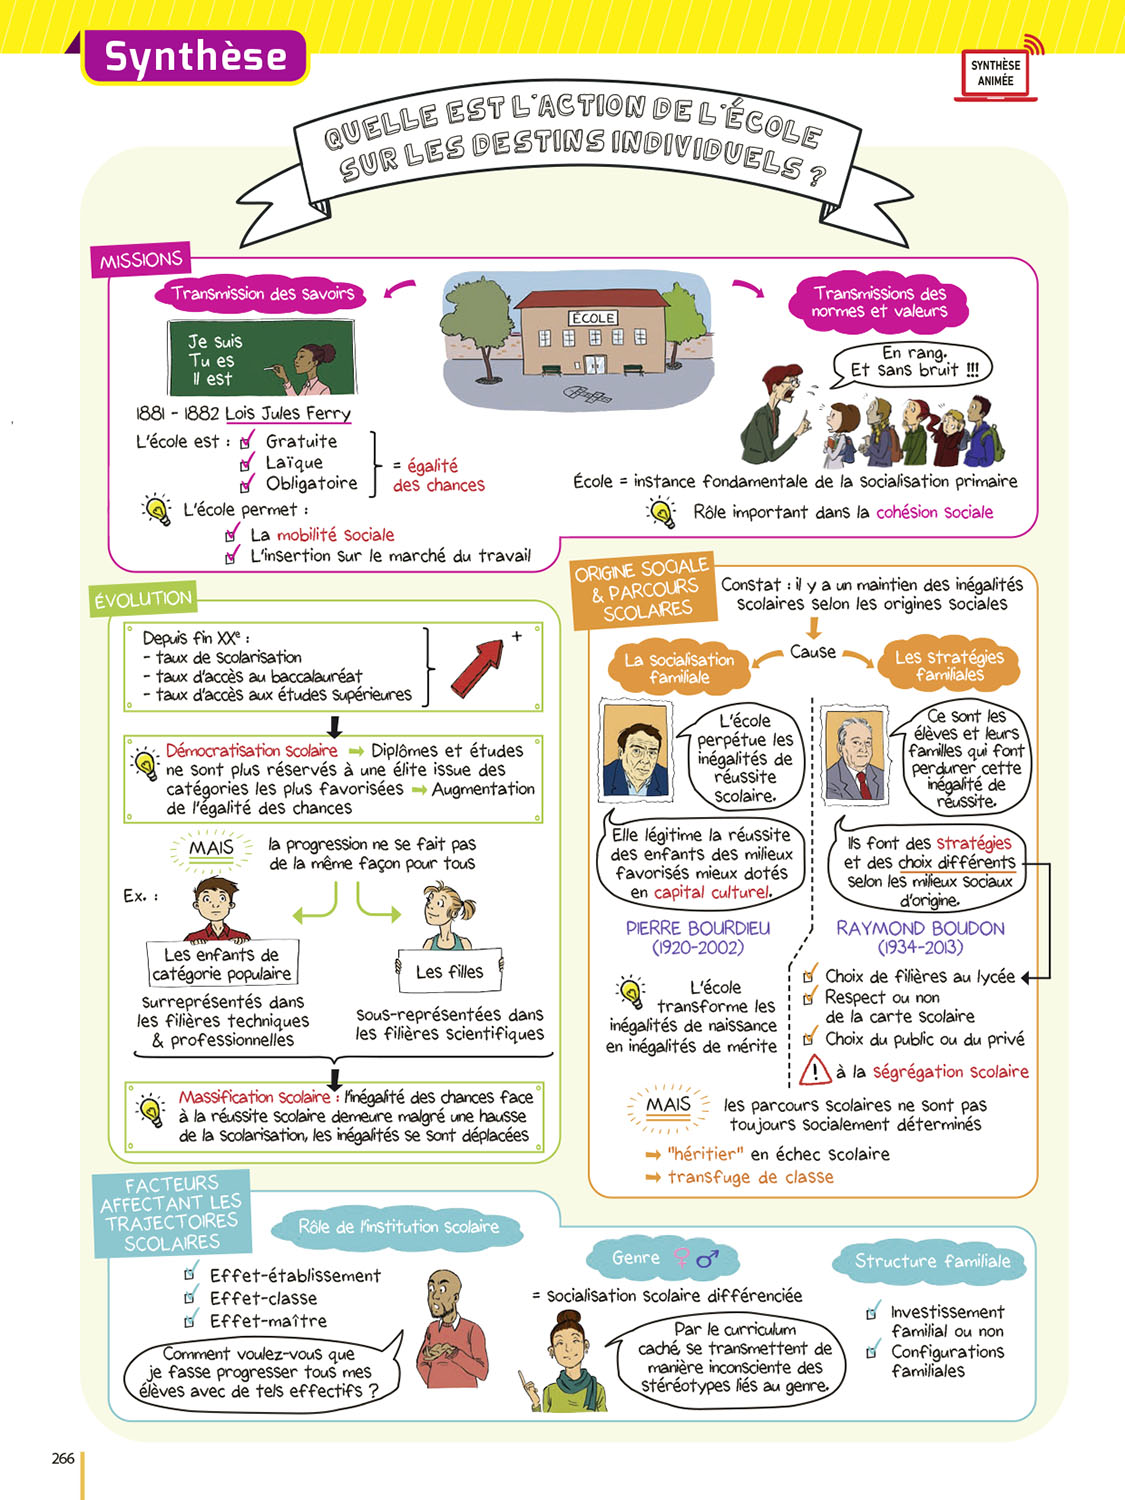 Synthèse
SYNTHÈSE
ANIMÉE
QUELLE EST L'ACTION DE L'ÉCOLE
SUR LES DESTINS INDIVIDUELS ?
MISSIONS
Transmission des savoirs
Je suis
Tu es
Il est
1881 - 1882 Lois Jules Ferry
L'école est :
Gratuite
Laïque
Obligatoire
= égalité
des chances
L'école permet :
La mobilité sociale
L'insertion sur le marché du travail
ÉCOLE
Transmissions des
normes et valeurs
En rang.
Et sans bruit !!!
École = instance fondamentale de la socialisation primaire
Rôle important dans la cohésion sociale
ÉVOLUTION
Depuis fin XXe :
- taux de scolarisation
- taux d'accès au baccalauréat
- taux d'accès aux études supérieures
+
Démocratisation scolaire → Diplômes et études
ne sont plus réservés à une élite issue des
catégories les plus favorisées → Augmentation
de l'égalité des chances
MAIS
la progression ne se fait pas
de la même façon pour tous
Ex. :
Les enfants de
catégorie populaire
surreprésentés dans
les filières techniques
& professionnelles
Les filles
sous-représentées dans
les filières scientifiques
Massification scolaire : l'inégalité des chances face
à la réussite scolaire demeure malgré une hausse
de la scolarisation, les inégalités se sont déplacées
ORIGINE SOCIALE
& PARCOURS
SCOLAIRES
Constat : il y a un maintien des inégalités
scolaires selon les origines sociales
Cause
La socialisation
familiale
Les stratégies
familiales
L'école
perpétue les
inégalités de
réussite
scolaire.
Elle légitime la réussite
des enfants des milieux
favorisés mieux dotés
en capital culturel.
PIERRE BOURDIEU
(1920-2002)
L'école
transforme les
inégalités de naissance
en inégalités de mérite
Ce sont les
élèves et leurs
familles qui font
perdurer cette
inégalité de
réussite.
Ils font des stratégies
et des choix différents
selon les milieux sociaux
d'origine.
RAYMOND BOUDON
(1934-2013)
Choix de filières au lycée
Respect ou non
de la carte scolaire
Choix du public ou du privé
! à la ségrégation scolaire
MAIS
les parcours scolaires ne sont pas
toujours socialement déterminés
→ "héritier" en échec scolaire
→ transfuge de classe
FACTEURS
AFFECTANT LES
TRAJECTOIRES
SCOLAIRES
Rôle de l'institution scolaire
Effet-établissement
Effet-classe
Effet-maître
Comment voulez-vous que
je fasse progresser tous mes
élèves avec de tels effectifs ?
Genre ♀ ♂
= socialisation scolaire différenciée
Par le curriculum
caché, se transmettent de
manière inconsciente des
stéréotypes liés au genre.
Structure familiale
Investissement
familial ou non
Configurations
familiales
266